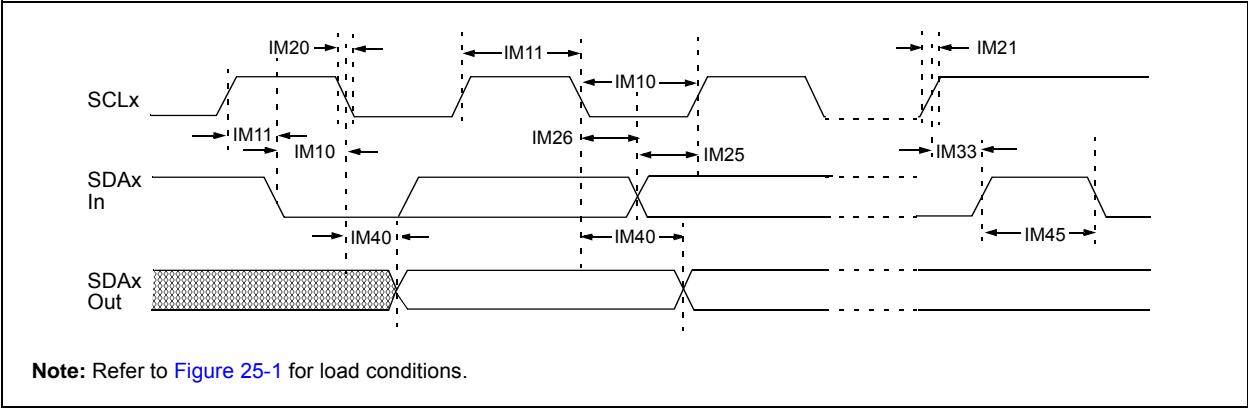 IM20
IM11
IM21
IM10
SCLx
IM11
IM26
IM10
IM25
IM33
SDAx
In
IM40
IM40
IM45
SDAx
Out
Note: Refer to Figure 25-1 for load conditions.